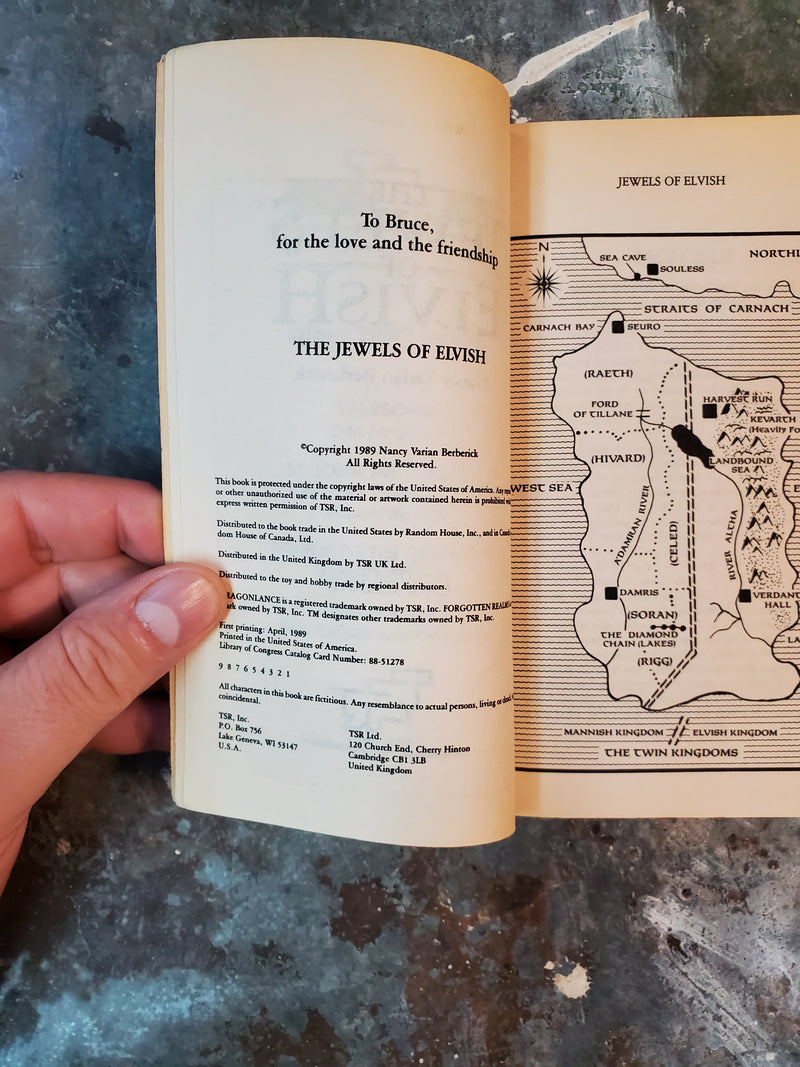 To Bruce,
for the love and the friendship
THE JEWELS OF ELVISH
©Copyright 1989 Nancy Varian Berberick
All Rights Reserved.
This book is protected under the copyright laws of the United States of America. Any
or other unauthorized use of the material or artwork contained herein is prohibited
express written permission of TSR, Inc.
Distributed to the book trade in the United States by Random House, Inc., and in
dom House of Canada, Ltd.
Distributed in the United Kingdom by TSR UK Ltd.
Distributed to the toy and hobby trade by regional distributors.
RAGONLANCE is a registered trademark owned by TSR, Inc. FORGOTTEN
ark owned by TSR, Inc. TM designates other trademarks owned by TSR, Inc.
First printing: April, 1989
Printed in the United States of America.
Library of Congress Catalog Card Number: 88-51278
9 8 7 6 5 4 3 2 1
All characters in this book are fictitious. Any resemblance to actual persons, living or
coincidental.
TSR, Inc.
P.O. Box 756
Lake Geneva, WI 53147
U.S.A.
TSR Ltd.
120 Church End, Cherry Hinton
Cambridge CB1 3LB
United Kingdom
JEWELS OF ELVISH
N
NORTHL
SEA CAVE
SOULESS
STRAITS OF CARNACH
CARNACH BAY
SEURO
(RAETH)
FORD
OF TILLANE
HARVEST RUN
KEVARTH
(Heavily Fo
(HIVARD)
LANDBOUND
SEA
WEST SEA
E
A'DAMRAN RIVER
(CELED)
RIVER ALTHA
DAMRIS
VERDANT
HALL
(SORAN)
THE DIAMOND
CHAIN (LAKES)
LA
(RIGG)
MANNISH KINGDOM
ELVISH KINGDOM
THE TWIN KINGDOMS